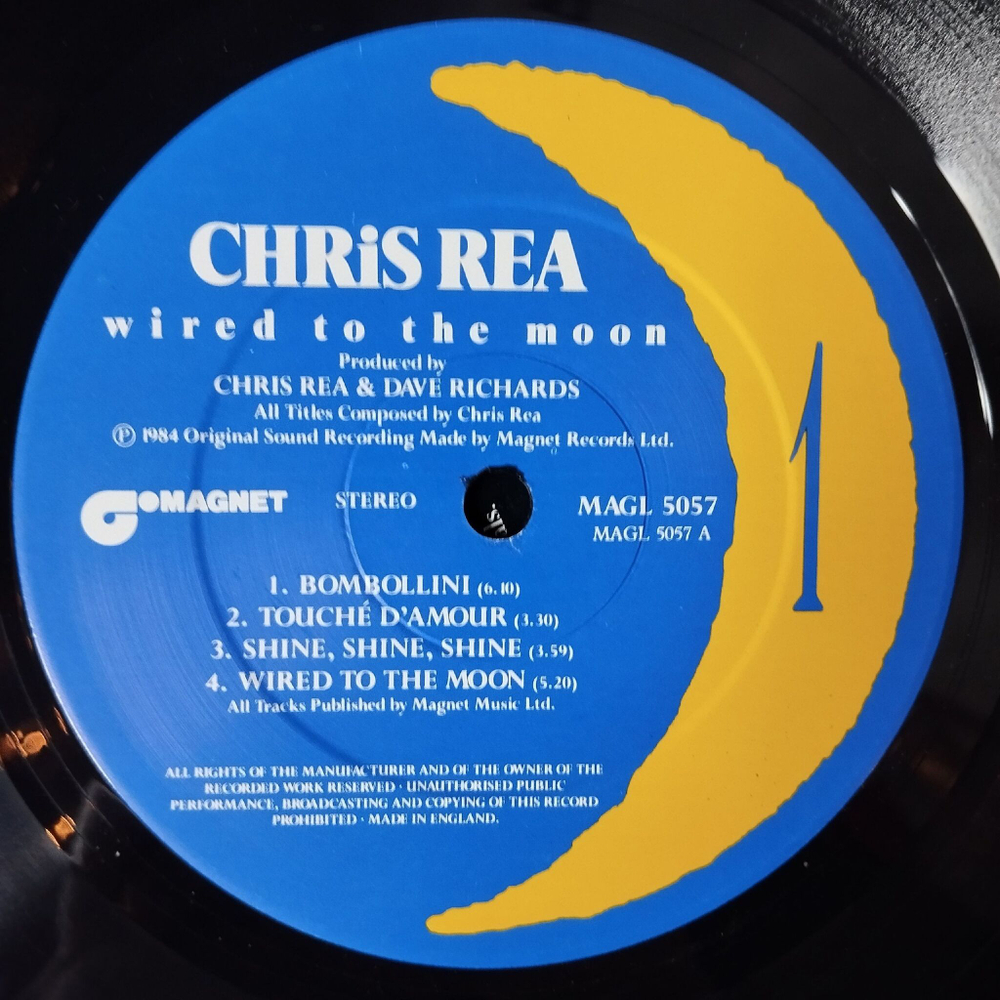 CHRiS REA
wired to the moon
Produced by
CHRIS REA & DAVE RICHARDS
All Titles Composed by Chris Rea
℗ 1984 Original Sound Recording Made by Magnet Records Ltd.
MAGNET STEREO MAGL 5057
MAGL 5057 A
1
1. BOMBOLLINI (6.10)
2. TOUCHÉ D'AMOUR (3.30)
3. SHINE, SHINE, SHINE (3.59)
4. WIRED TO THE MOON (5.20)
All Tracks Published by Magnet Music Ltd.
ALL RIGHTS OF THE MANUFACTURER AND OF THE OWNER OF THE
RECORDED WORK RESERVED · UNAUTHORISED PUBLIC
PERFORMANCE, BROADCASTING AND COPYING OF THIS RECORD
PROHIBITED · MADE IN ENGLAND.